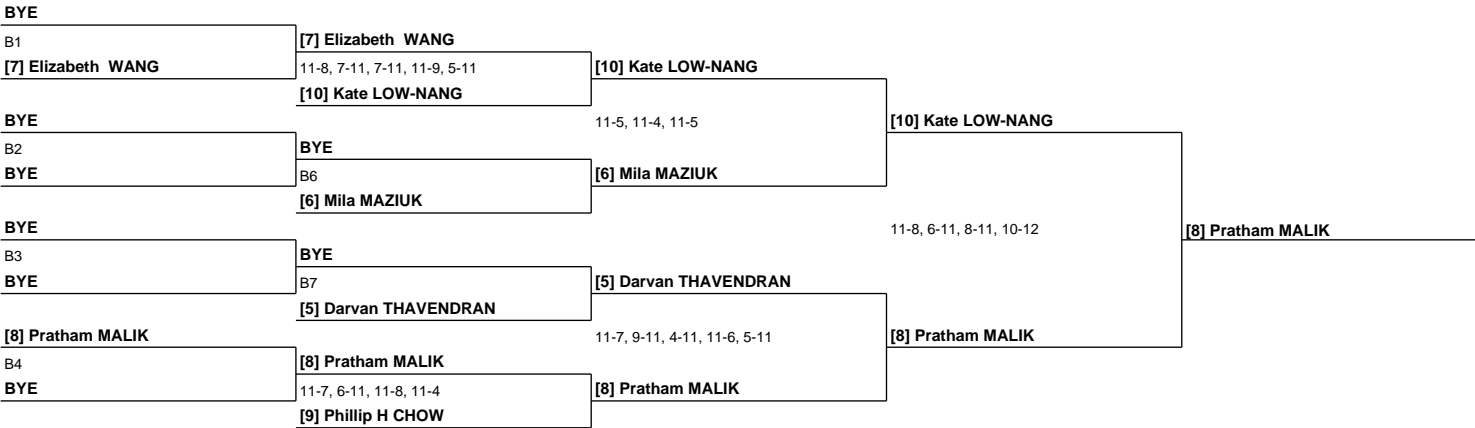 BYE
B1
[7] Elizabeth WANG
[7] Elizabeth WANG
11-8, 7-11, 7-11, 11-9, 5-11
[10] Kate LOW-NANG
[10] Kate LOW-NANG
BYE
11-5, 11-4, 11-5
[10] Kate LOW-NANG
B2
BYE
BYE
B6
[6] Mila MAZIUK
[6] Mila MAZIUK
BYE
11-8, 6-11, 8-11, 10-12
[8] Pratham MALIK
B3
BYE
BYE
B7
[5] Darvan THAVENDRAN
[5] Darvan THAVENDRAN
[8] Pratham MALIK
11-7, 9-11, 4-11, 11-6, 5-11
[8] Pratham MALIK
B4
[8] Pratham MALIK
BYE
11-7, 6-11, 11-8, 11-4
[8] Pratham MALIK
[9] Phillip H CHOW